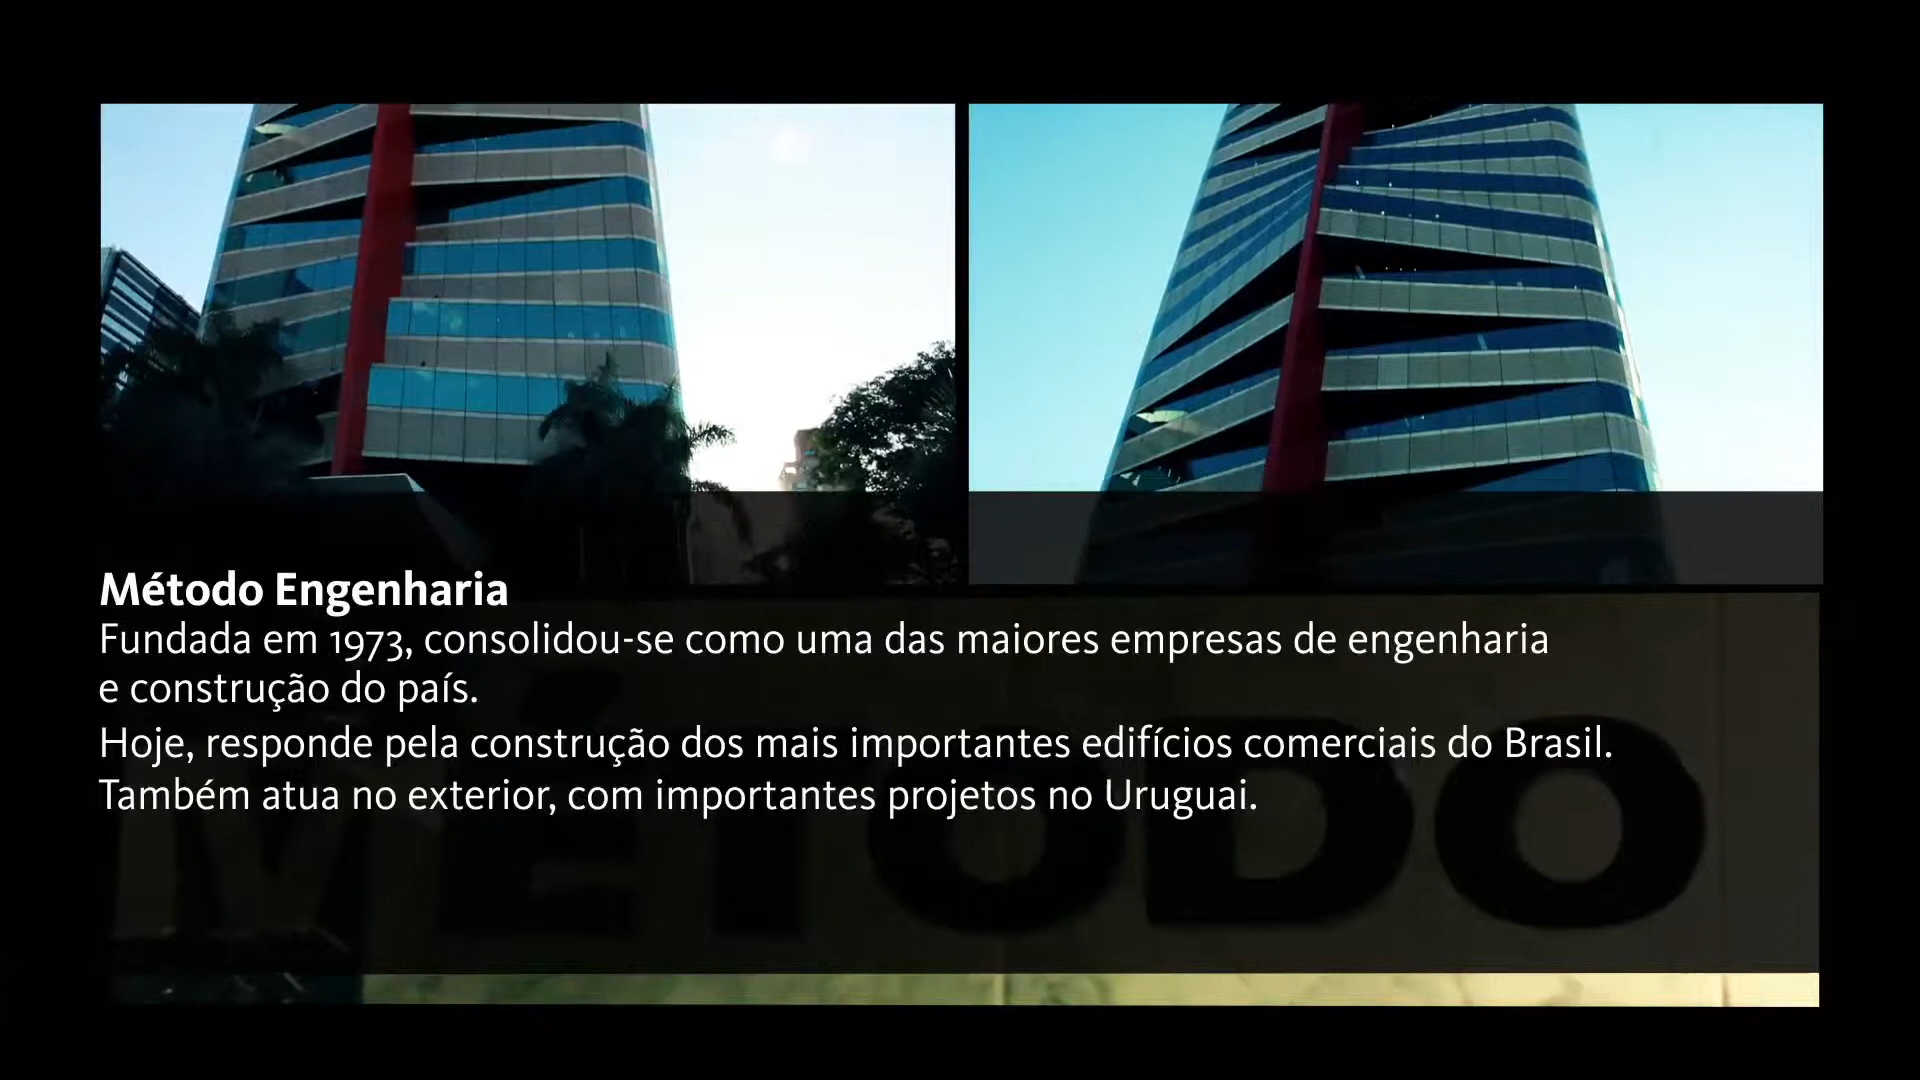 Método Engenharia
Fundada em 1973, consolidou-se como uma das maiores empresas de engenharia
e construção do país.
Hoje, responde pela construção dos mais importantes edifícios comerciais do Brasil.
Também atua no exterior, com importantes projetos no Uruguai.
MÉTODO